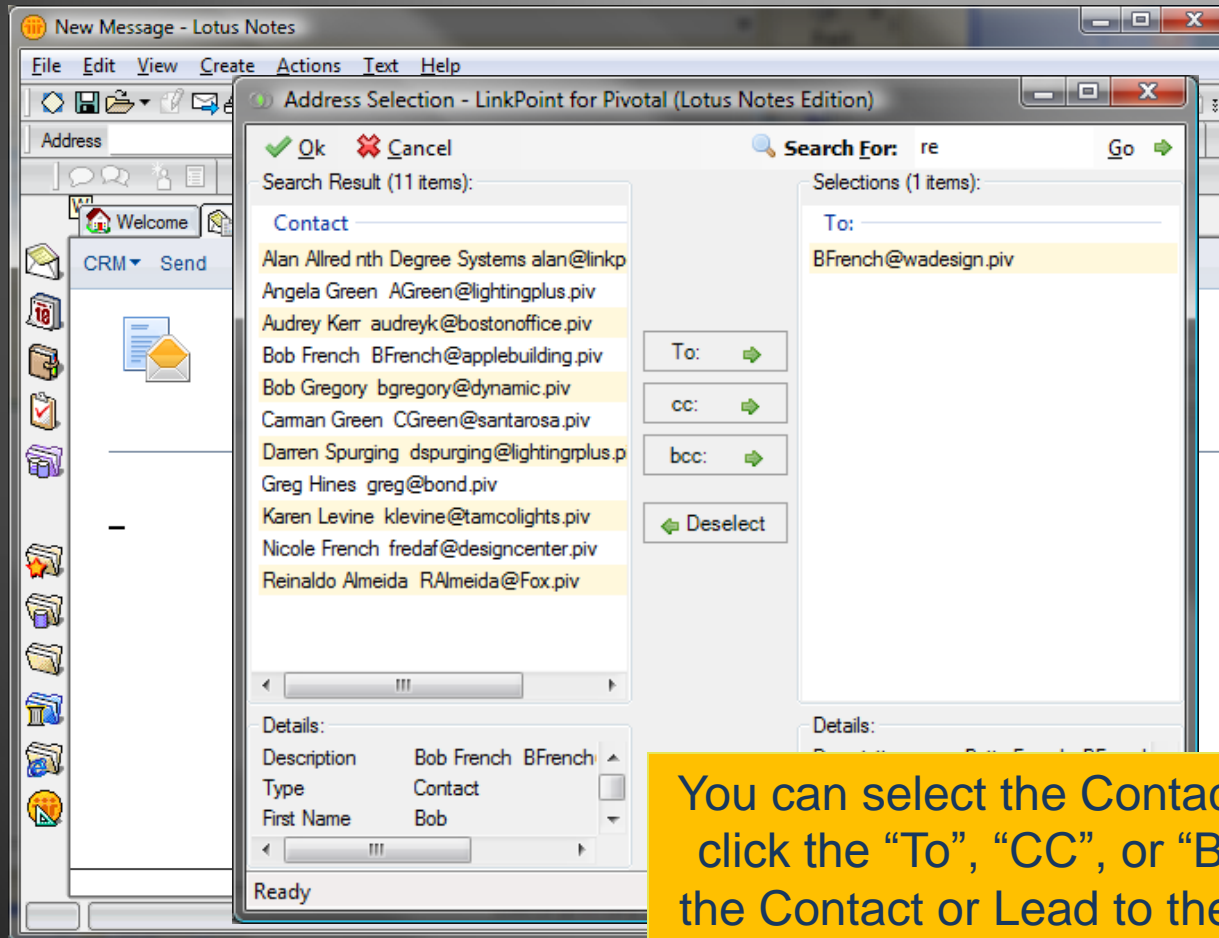 New Message - Lotus Notes
File Edit View Create Actions Text Help
Address
Welcome
CRM Send
Address Selection - LinkPoint for Pivotal (Lotus Notes Edition)
Ok Cancel Search For: re Go
Search Result (11 items):
Contact
Alan Allred nth Degree Systems alan@linkp
Angela Green AGreen@lightingplus.piv
Audrey Kerr audreyk@bostonoffice.piv
Bob French BFrench@applebuilding.piv
Bob Gregory bgregory@dynamic.piv
Carman Green CGreen@santarosa.piv
Darren Spurging dspurging@lightingrplus.p
Greg Hines greg@bond.piv
Karen Levine klevine@tamcolights.piv
Nicole French fredaf@designcenter.piv
Reinaldo Almeida RAlmeida@Fox.piv
To:
cc:
bcc:
Deselect
Selections (1 items):
To:
BFrench@wadesign.piv
Details:
Description Bob French BFrench
Type Contact
First Name Bob
Details:
Ready
You can select the Contac
click the “To”, “CC”, or “B
the Contact or Lead to the